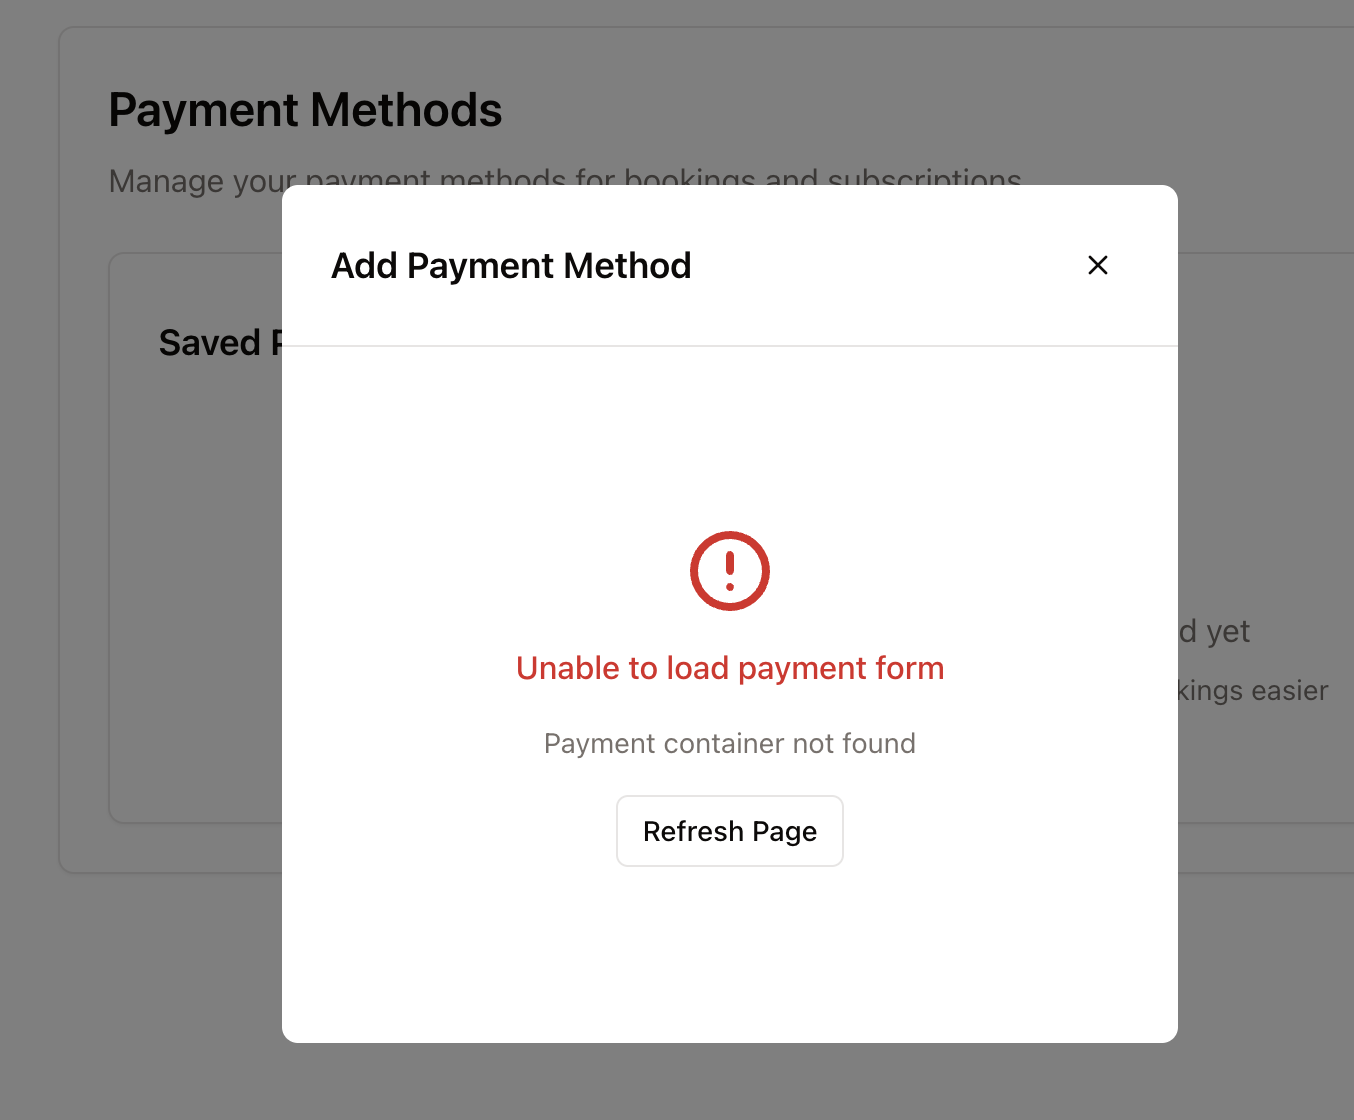 Payment Methods
Manage your payment methods for bookings and subscriptions
Add Payment Method
Saved
Unable to load payment form
d yet
kings easier
Payment container not found
Refresh Page